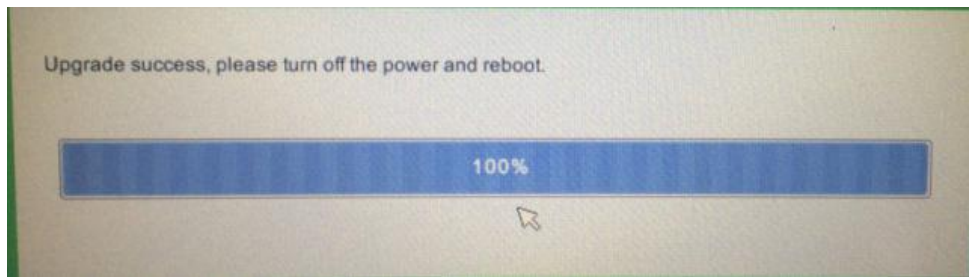 Upgrade success, please turn off the power and reboot.
100%